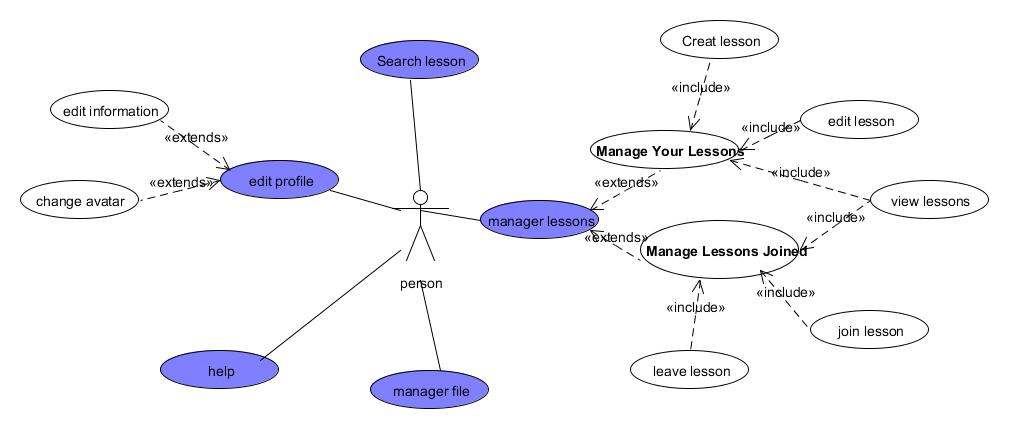 Creat lesson
Search lesson
«include»
edit information
edit lesson
«include»
«extends»
Manage Your Lessons
«include»
«extends»
edit profile
«extends»
change avatar
view lessons
«include»
manager lessons
«extends»
Manage Lessons Joined
person
«include»
«include»
join lesson
help
leave lesson
manager file